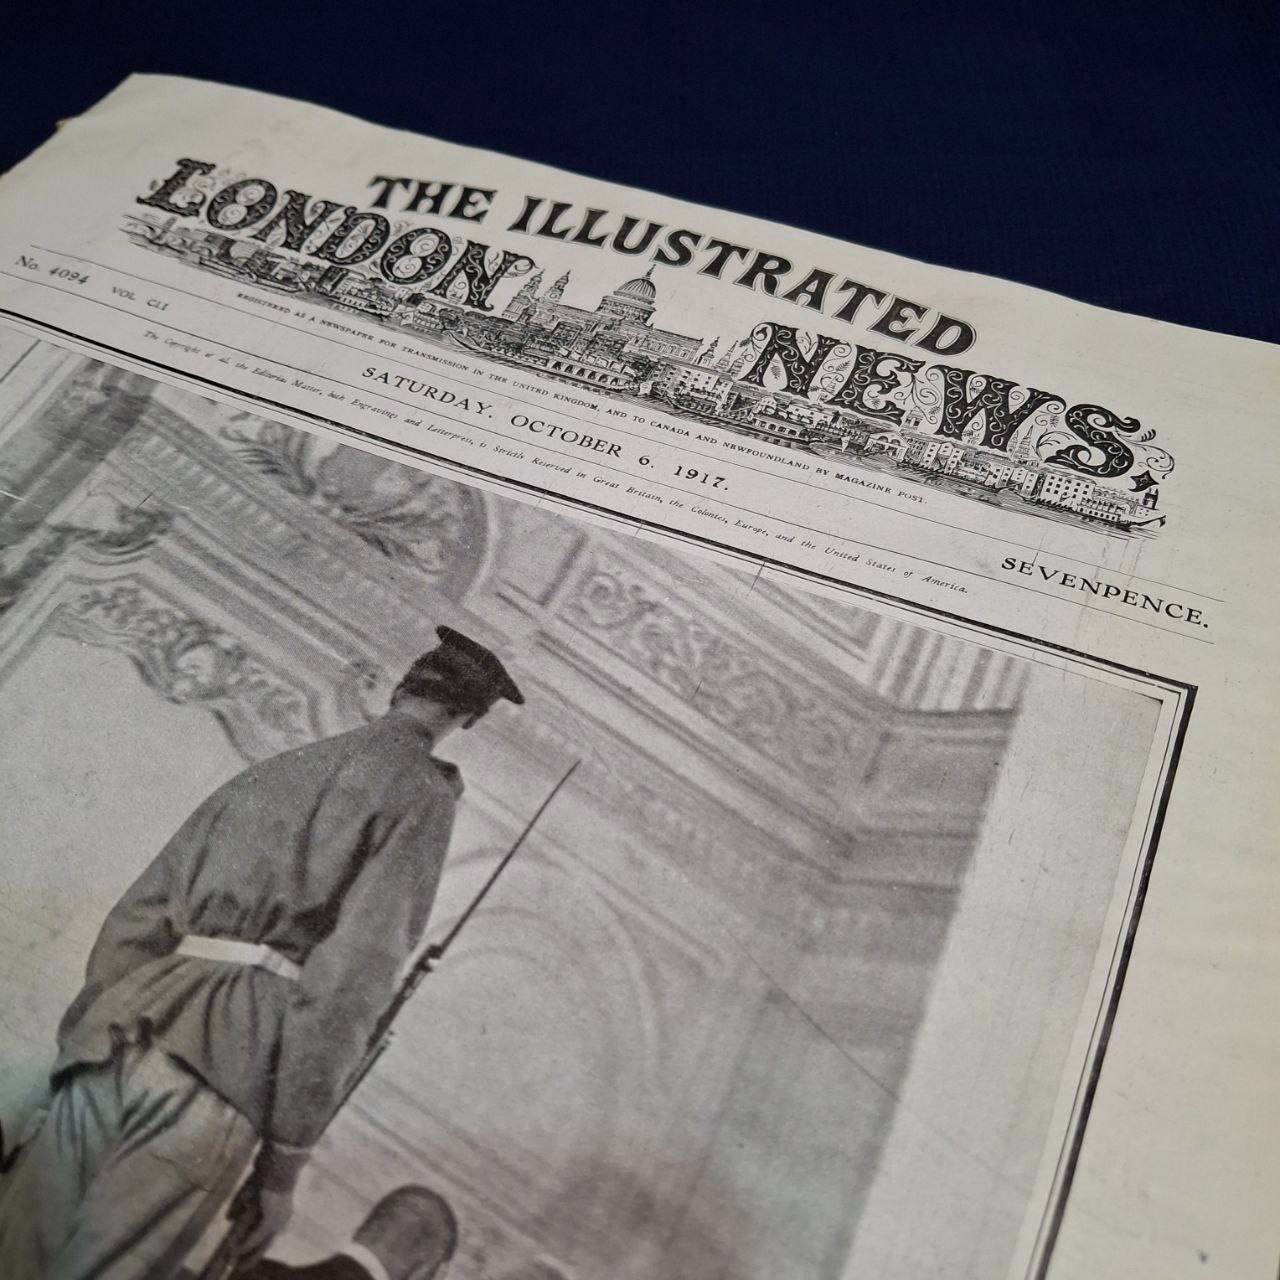 THE ILLUSTRATED
LONDON NEWS,
REGISTERED AS A NEWSPAPER FOR TRANSMISSION IN THE UNITED KINGDOM, AND TO CANADA AND NEWFOUNDLAND BY MAGAZINE POST.
No. 4094 VOL CLI SATURDAY, OCTOBER 6, 1917. SEVENPENCE.
The Copyright of all the Editorial Matter, both Engravings and Letterpress, is Strictly Reserved in Great Britain, the Colonies, Europe, and the United States of America.